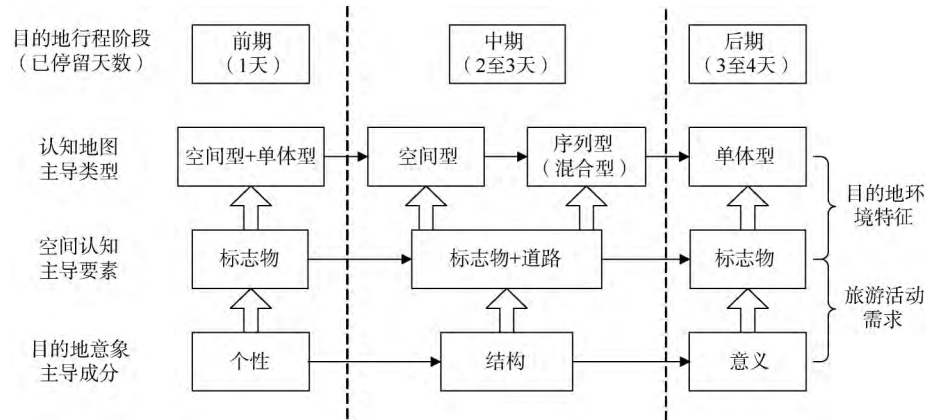 目的地行程阶段
（已停留天数）
前期
（1天）
中期
（2至3天）
后期
（3至4天）
认知地图
主导类型
空间型+单体型
空间型
序列型
（混合型）
单体型
目的地环
境特征
空间认知
主导要素
标志物
标志物+道路
标志物
旅游活动
需求
目的地意象
主导成分
个性
结构
意义